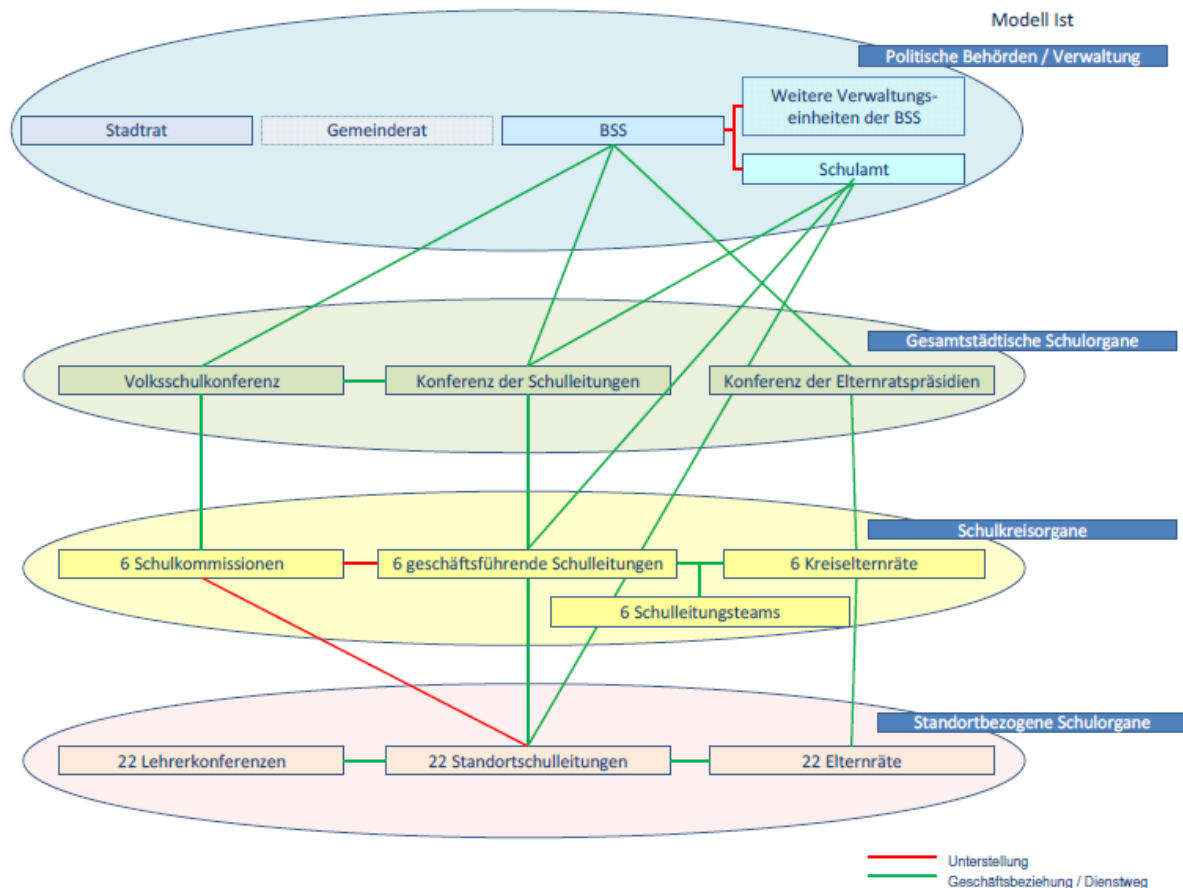 Modell Ist
Politische Behörden / Verwaltung
Weitere Verwaltungs-
einheiten der BSS
Stadtrat
Gemeinderat
BSS
Schulamt
Gesamtstädtische Schulorgane
Volksschulkonferenz
Konferenz der Schulleitungen
Konferenz der Elternratspräsidien
Schulkreisorgane
6 Schulkommissionen
6 geschäftsführende Schulleitungen
6 Kreiselternräte
6 Schulleitungsteams
Standortbezogene Schulorgane
22 Lehrerkonferenzen
22 Standortschulleitungen
22 Elternräte
Unterstellung
Geschäftsbeziehung / Dienstweg